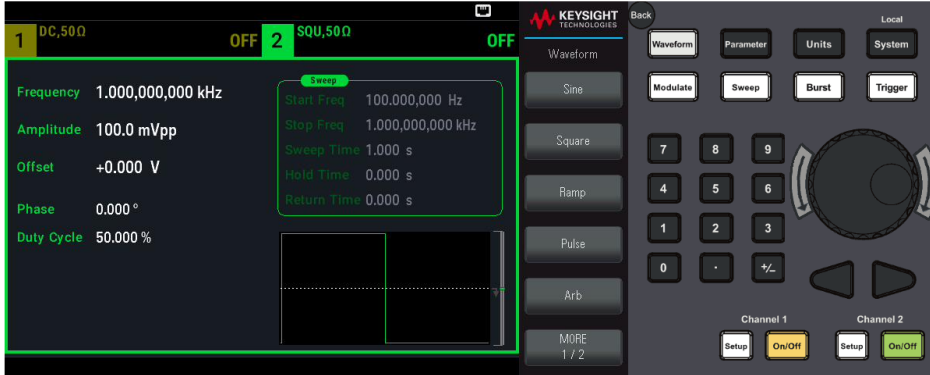 1 DC,50Ω OFF 2 SQU,50Ω OFF
Frequency 1.000,000,000 kHz
Amplitude 100.0 mVpp
Offset +0.000 V
Phase 0.000 °
Duty Cycle 50.000 %
Sweep
Start Freq 100.000,000 Hz
Stop Freq 1.000,000,000 kHz
Sweep Time 1.000 s
Hold Time 0.000 s
Return Time 0.000 s
KEYSIGHT
TECHNOLOGIES
Waveform
Sine
Square
Ramp
Pulse
Arb
MORE
1 / 2
Back
Local
Waveform Parameter Units System
Modulate Sweep Burst Trigger
7 8 9
4 5 6
1 2 3
0 . +/−
Channel 1 Channel 2
Setup On/Off Setup On/Off